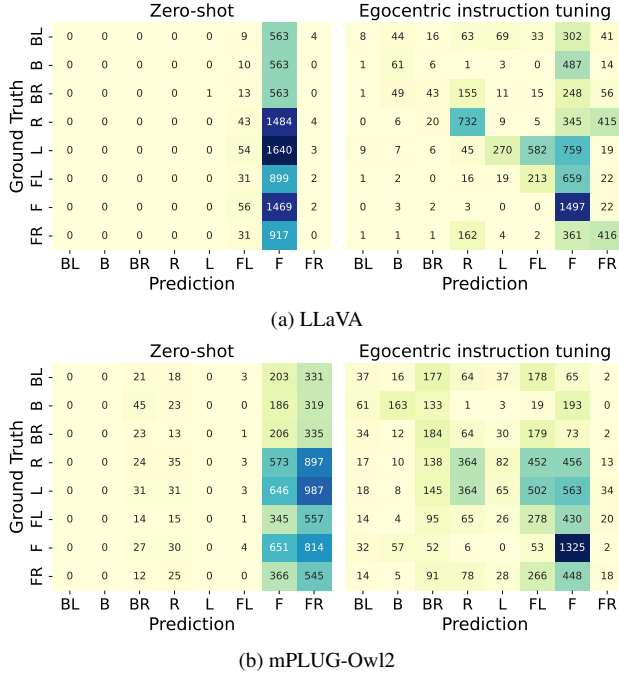 Zero-shot Egocentric instruction tuning
BL 0 0 0 0 0 9 563 4 8 44 16 63 69 33 302 41
B 0 0 0 0 0 10 563 0 1 61 6 1 3 0 487 14
BR 0 0 0 0 1 13 563 0 1 49 43 155 11 15 248 56
R 0 0 0 0 0 43 1484 4 0 6 20 732 9 5 345 415
L 0 0 0 0 0 54 1640 3 9 7 6 45 270 582 759 19
FL 0 0 0 0 0 31 899 2 1 2 0 16 19 213 659 22
F 0 0 0 0 0 56 1469 2 0 3 2 3 0 0 1497 22
FR 0 0 0 0 0 31 917 0 1 1 1 162 4 2 361 416
Ground Truth
BL B BR R L FL F FR BL B BR R L FL F FR
Prediction Prediction
(a) LLaVA
Zero-shot Egocentric instruction tuning
BL 0 0 21 18 0 3 203 331 37 16 177 64 37 178 65 2
B 0 0 45 23 0 0 186 319 61 163 133 1 3 19 193 0
BR 0 0 23 13 0 1 206 335 34 12 184 64 30 179 73 2
R 0 0 24 35 0 3 573 897 17 10 138 364 82 452 456 13
L 0 0 31 31 0 3 646 987 18 8 145 364 65 502 563 34
FL 0 0 14 15 0 1 345 557 14 4 95 65 26 278 430 20
F 0 0 27 30 0 4 651 814 32 57 52 6 0 53 1325 2
FR 0 0 12 25 0 0 366 545 14 5 91 78 28 266 448 18
Ground Truth
BL B BR R L FL F FR BL B BR R L FL F FR
Prediction Prediction
(b) mPLUG-Owl2